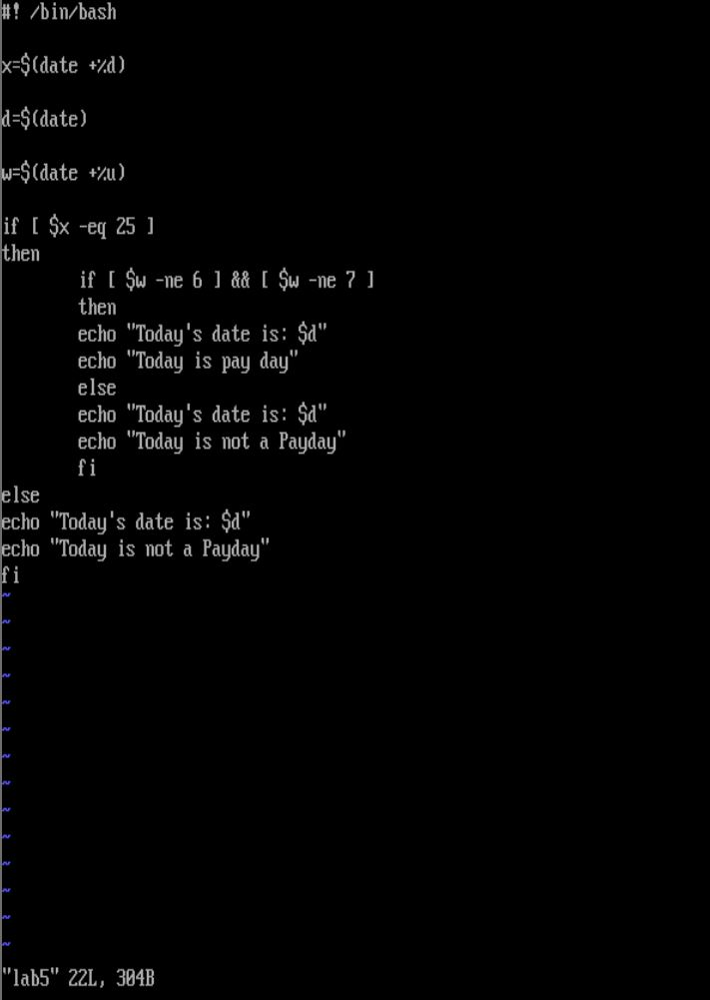 #! /bin/bash
x=$(date +%d)
d=$(date)
w=$(date +%u)
if [ $x -eq 25 ]
then
if [ $w -ne 6 ] && [ $w -ne 7 ]
then
echo "Today's date is: $d"
echo "Today is pay day"
else
echo "Today's date is: $d"
echo "Today is not a Payday"
fi
else
echo "Today's date is: $d"
echo "Today is not a Payday"
fi
~
~
~
~
~
~
~
~
~
~
~
~
~
~
"lab5" 22L, 304B